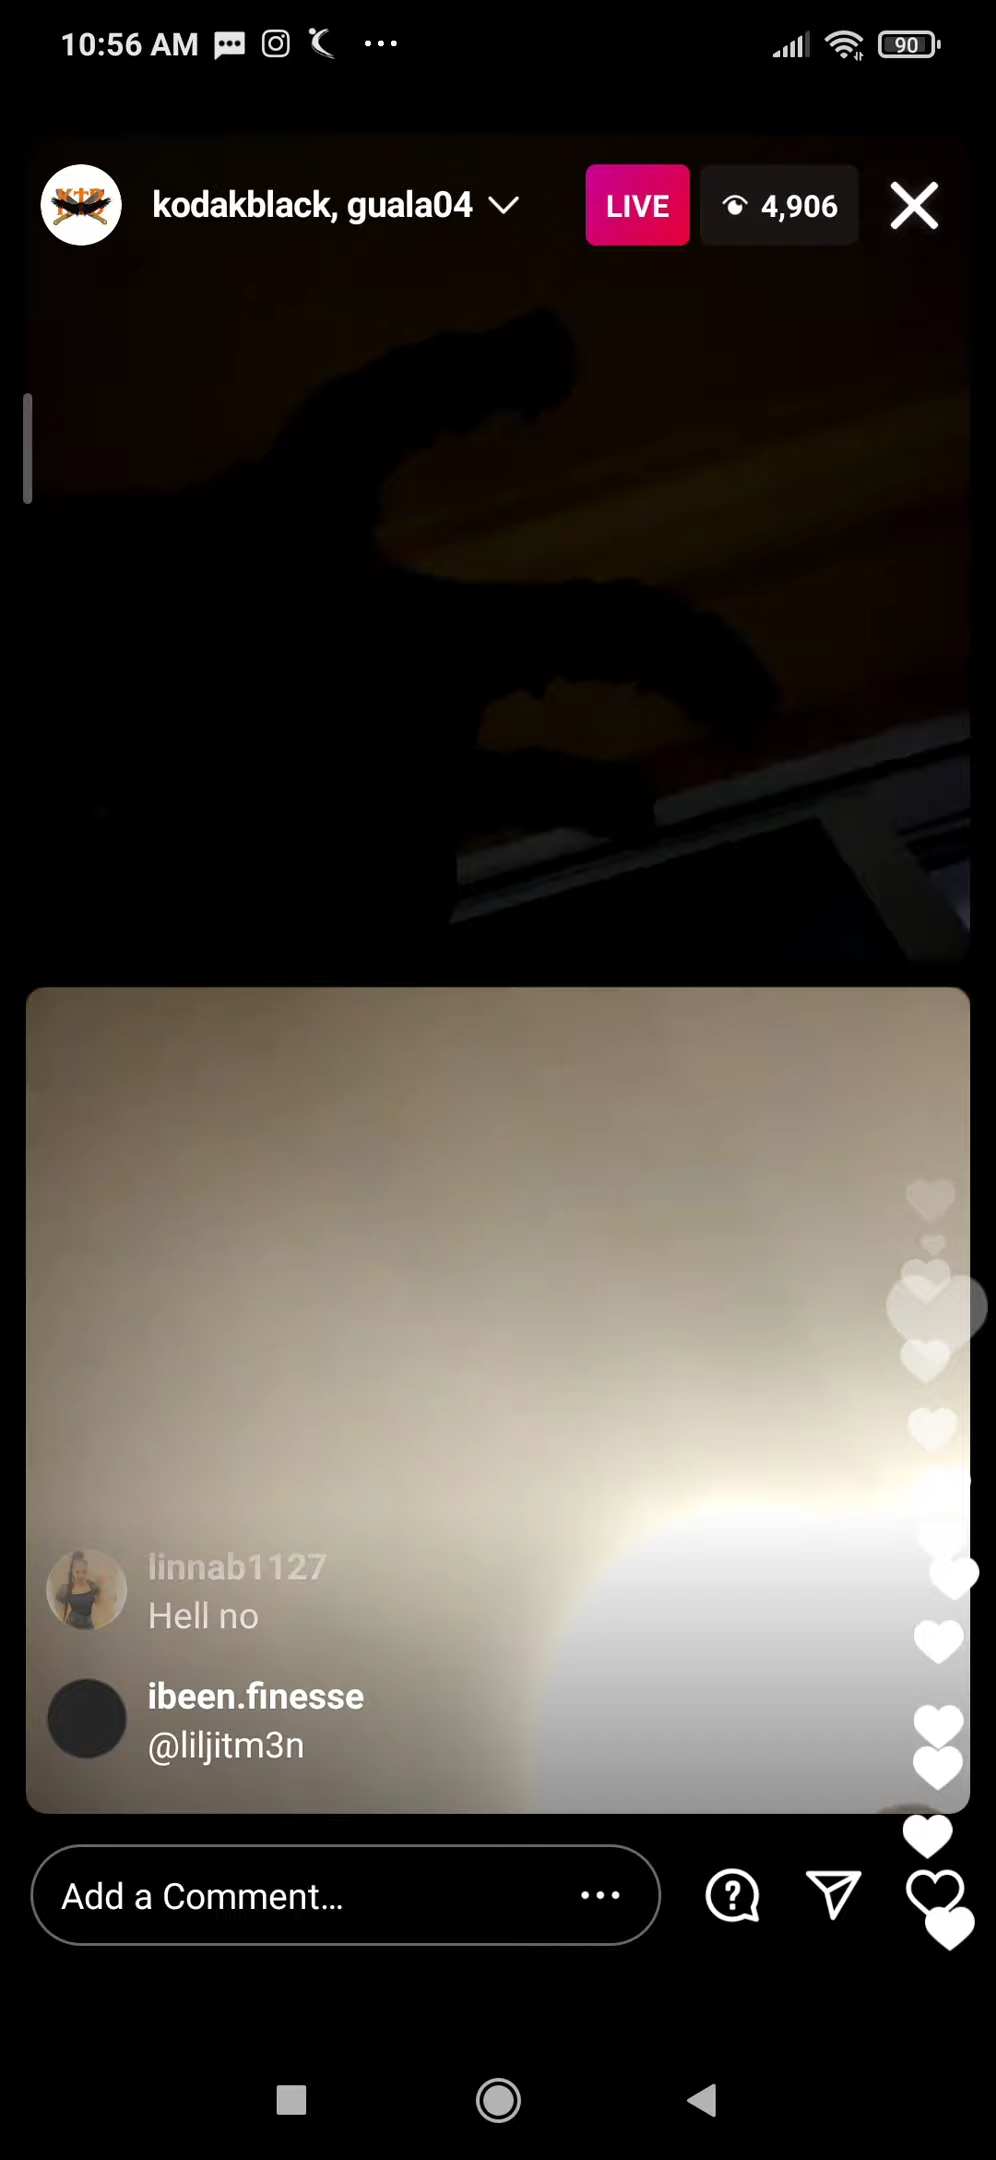 10:56 AM
90
kodakblack, guala04
LIVE
4,906
linnab1127
Hell no
ibeen.finesse
@liljitm3n
Add a Comment...